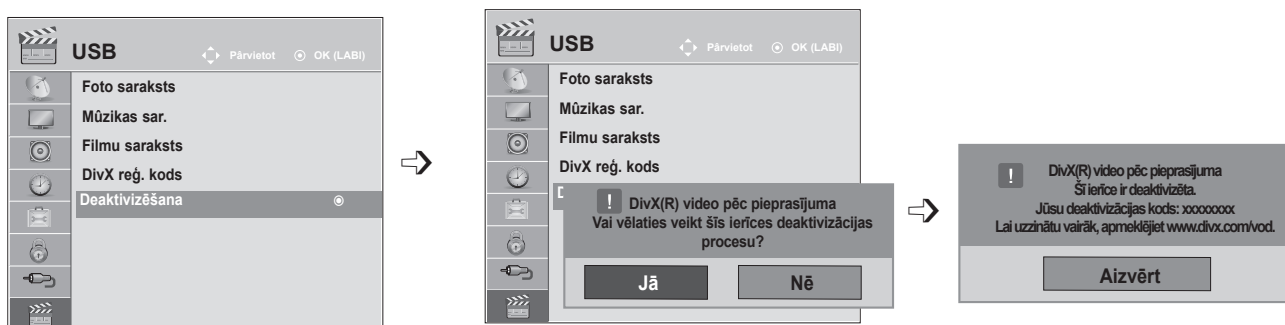 USB
Pārvietot OK (LABI)
Foto saraksts
Mûzikas sar.
Filmu saraksts
DivX reģ. kods
Deaktivizēšana
USB
Pārvietot OK (LABI)
Foto saraksts
Mûzikas sar.
Filmu saraksts
DivX reģ. kods
D
! DivX(R) video pēc pieprasījuma
Vai vēlaties veikt šīs ierīces deaktivizācijas
procesu?
Jā Nē
! DivX(R) video pēc pieprasījuma
Šī ierīce ir deaktivizēta.
Jūsu deaktivizācijas kods: xxxxxxxx
Lai uzzinātu vairāk, apmeklējiet www.divx.com/vod.
Aizvērt